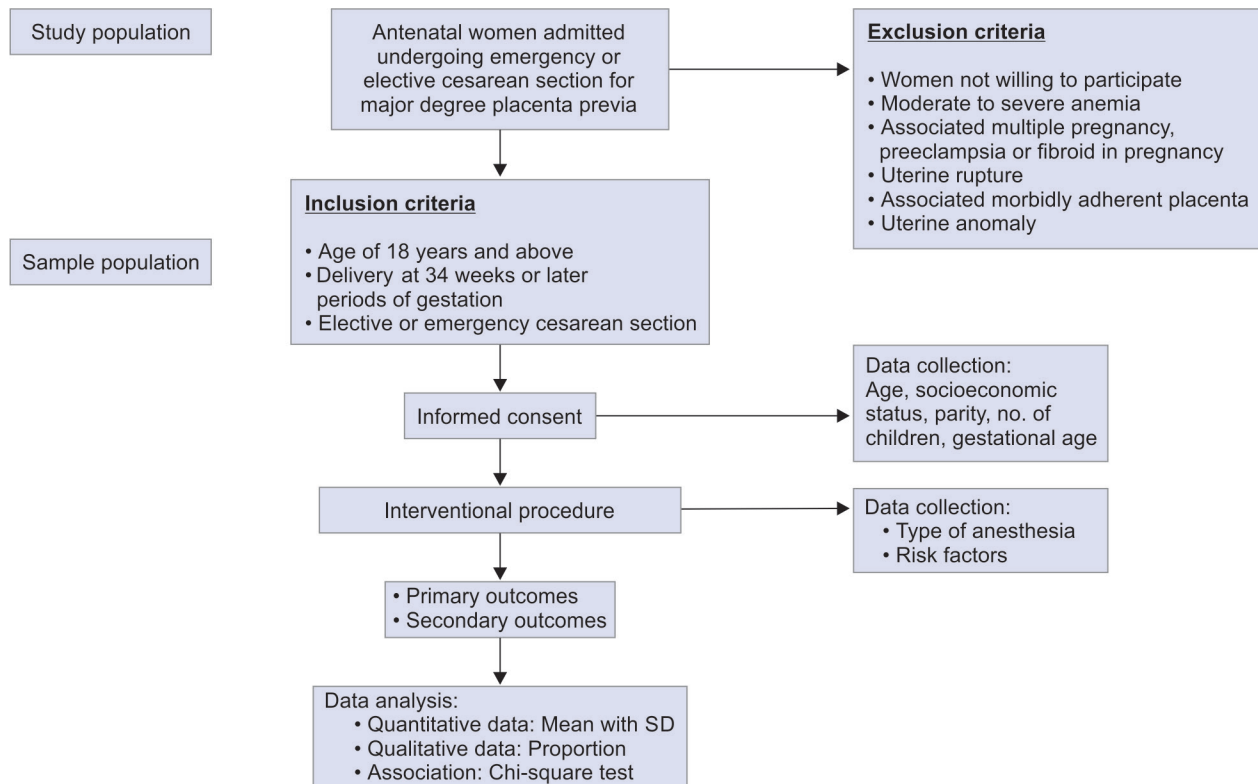 Study population
Antenatal women admitted
undergoing emergency or
elective cesarean section for
major degree placenta previa
Exclusion criteria
• Women not willing to participate
• Moderate to severe anemia
• Associated multiple pregnancy,
preeclampsia or fibroid in pregnancy
• Uterine rupture
• Associated morbidly adherent placenta
• Uterine anomaly
Sample population
Inclusion criteria
• Age of 18 years and above
• Delivery at 34 weeks or later
periods of gestation
• Elective or emergency cesarean section
Informed consent
Data collection:
Age, socioeconomic
status, parity, no. of
children, gestational age
Interventional procedure
Data collection:
• Type of anesthesia
• Risk factors
• Primary outcomes
• Secondary outcomes
Data analysis:
• Quantitative data: Mean with SD
• Qualitative data: Proportion
• Association: Chi-square test